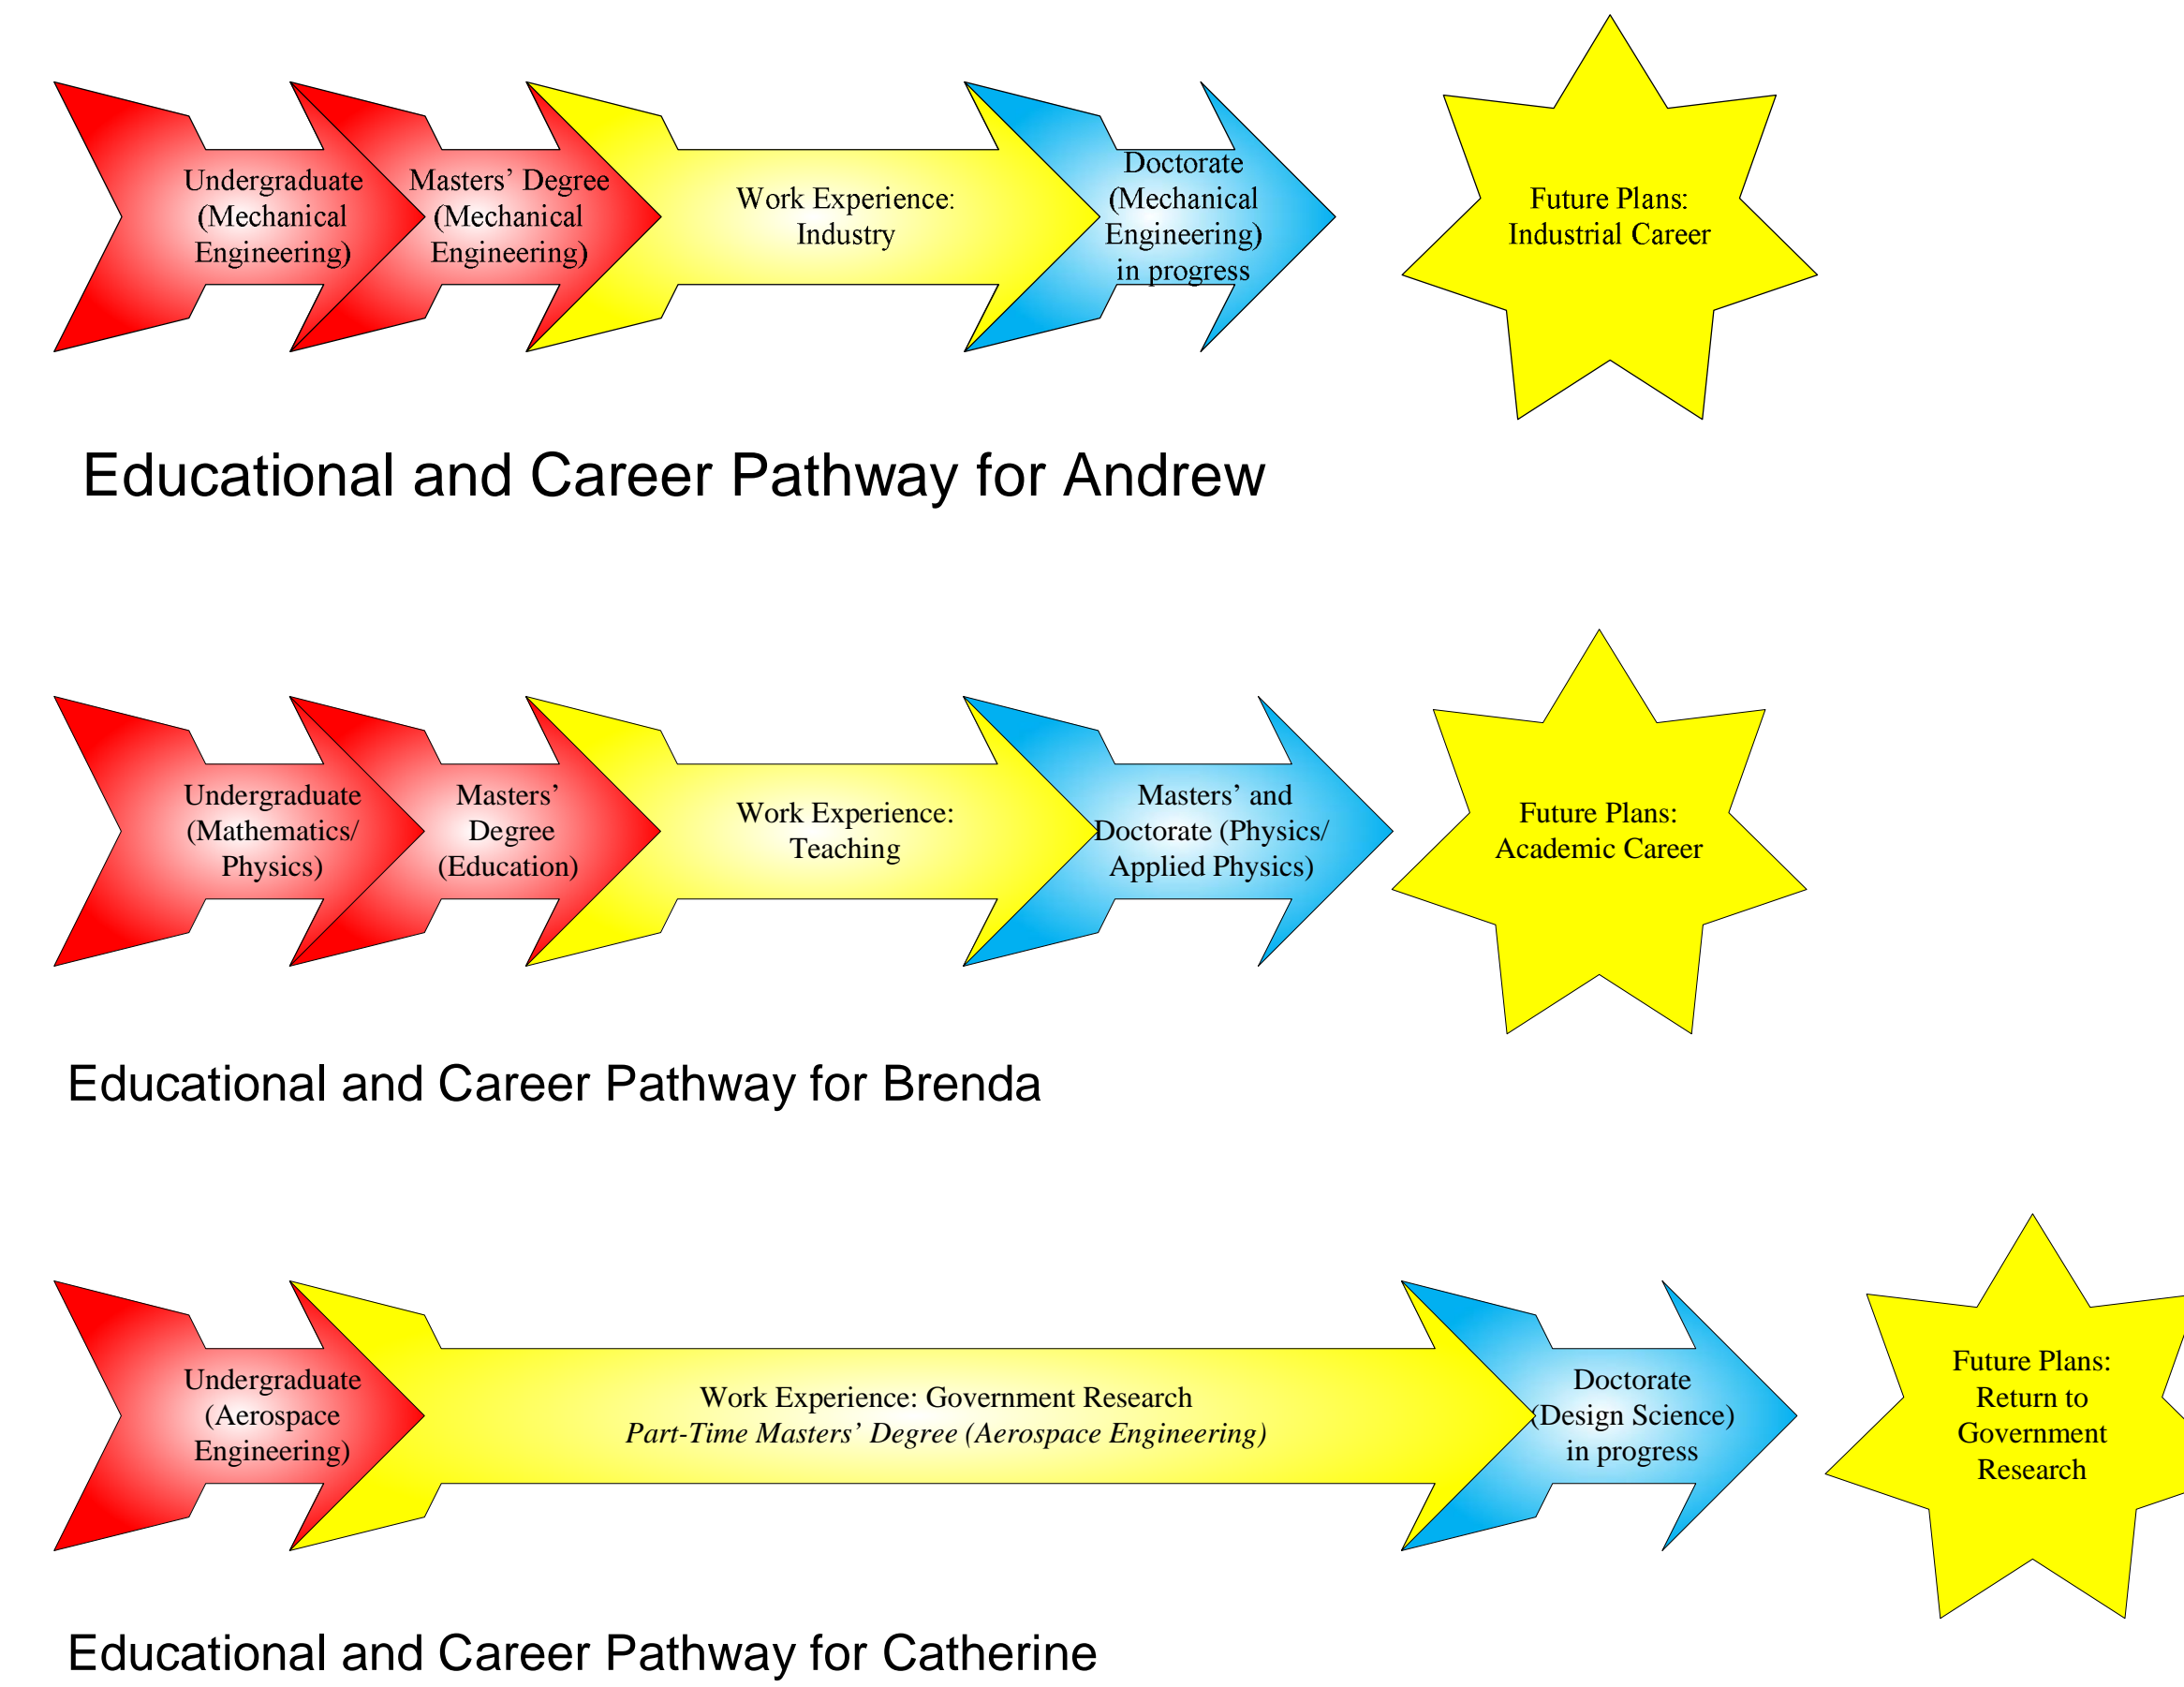 Undergraduate
(Mechanical
Engineering)
Masters’ Degree
(Mechanical
Engineering)
Work Experience:
Industry
Doctorate
(Mechanical
Engineering)
in progress
Future Plans:
Industrial Career
Educational and Career Pathway for Andrew
Undergraduate
(Mathematics/
Physics)
Masters’
Degree
(Education)
Work Experience:
Teaching
Masters’ and
Doctorate (Physics/
Applied Physics)
Future Plans:
Academic Career
Educational and Career Pathway for Brenda
Undergraduate
(Aerospace
Engineering)
Work Experience: Government Research
Part-Time Masters’ Degree (Aerospace Engineering)
Doctorate
(Design Science)
in progress
Future Plans:
Return to
Government
Research
Educational and Career Pathway for Catherine